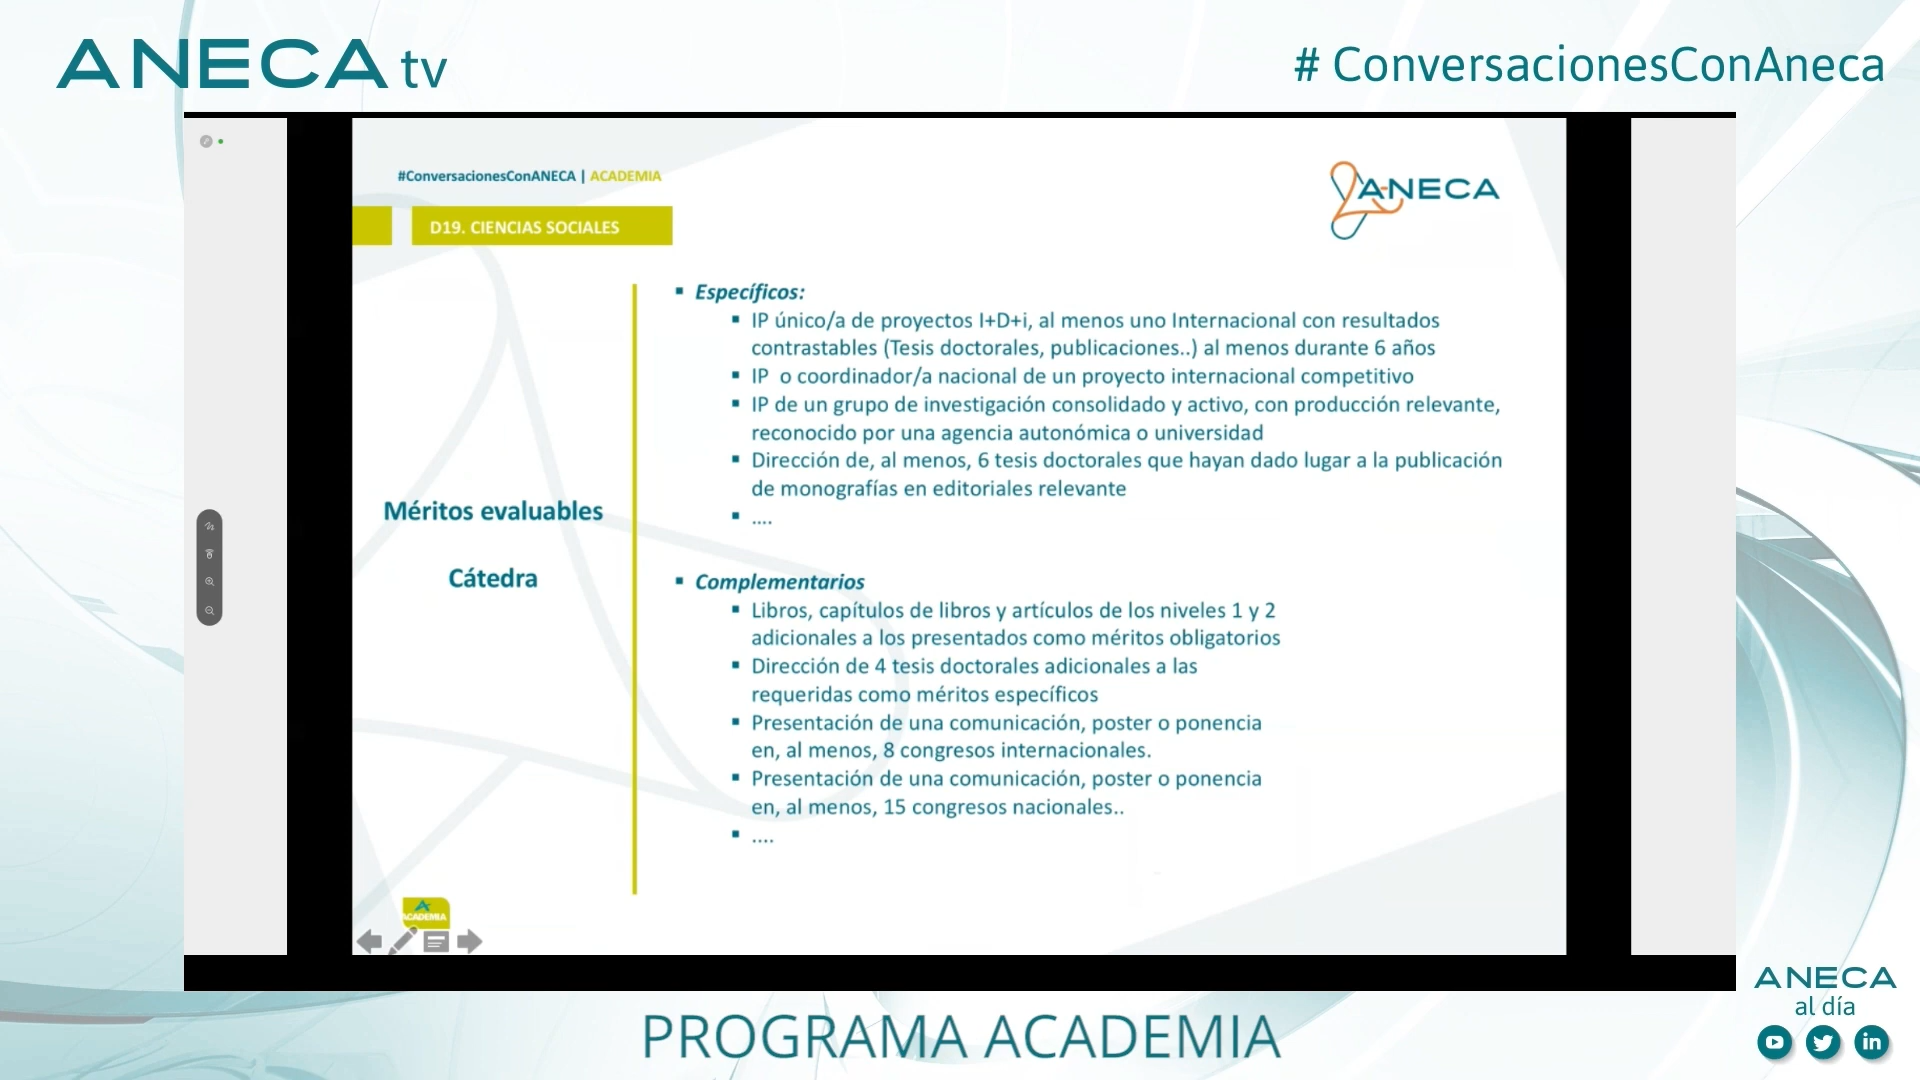 ANECA tv
# ConversacionesConAneca
#ConversacionesConANECA | ACADEMIA
ANECA
D19. CIENCIAS SOCIALES
Méritos evaluables
Cátedra
▪ Específicos:
▪ IP único/a de proyectos I+D+i, al menos uno Internacional con resultados
contrastables (Tesis doctorales, publicaciones..) al menos durante 6 años
▪ IP o coordinador/a nacional de un proyecto internacional competitivo
▪ IP de un grupo de investigación consolidado y activo, con producción relevante,
reconocido por una agencia autonómica o universidad
▪ Dirección de, al menos, 6 tesis doctorales que hayan dado lugar a la publicación
de monografías en editoriales relevante
▪ ....
▪ Complementarios
▪ Libros, capítulos de libros y artículos de los niveles 1 y 2
adicionales a los presentados como méritos obligatorios
▪ Dirección de 4 tesis doctorales adicionales a las
requeridas como méritos específicos
▪ Presentación de una comunicación, poster o ponencia
en, al menos, 8 congresos internacionales.
▪ Presentación de una comunicación, poster o ponencia
en, al menos, 15 congresos nacionales..
▪ ....
ACADEMIA
PROGRAMA ACADEMIA
ANECA
al día
in